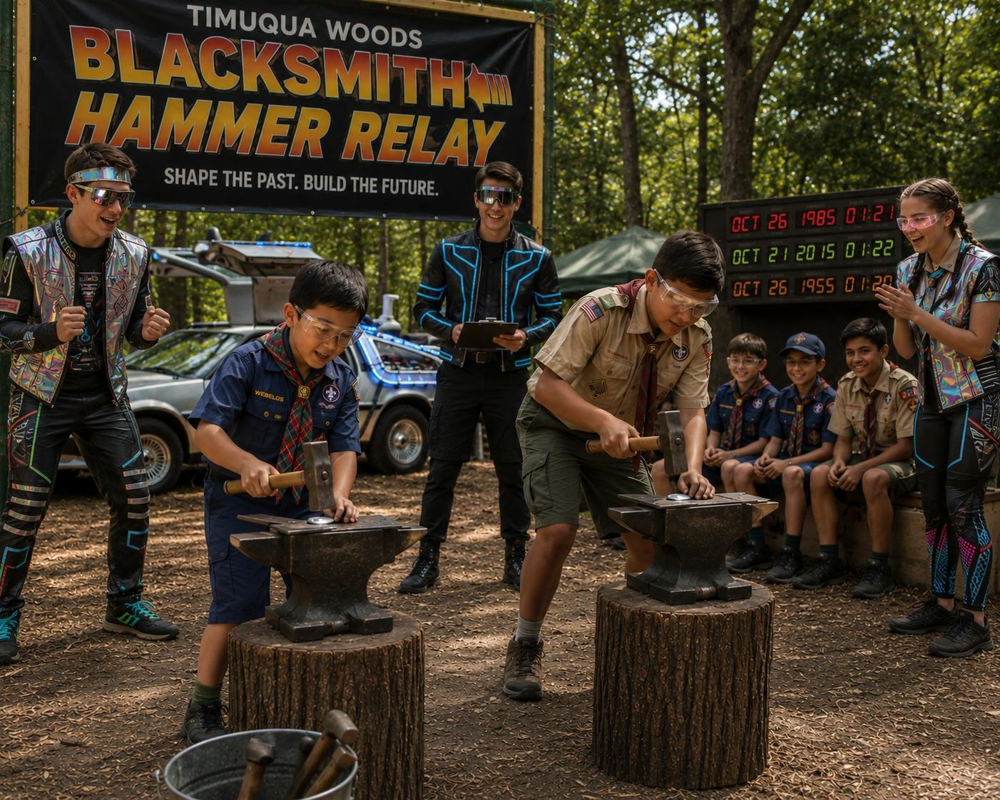 TIMUQUA WOODS
BLACKSMITH
HAMMER RELAY
SHAPE THE PAST. BUILD THE FUTURE.
OCT 26 1985 01:21
OCT 21 2015 01:22
OCT 26 1955 01:20
WEBELOS